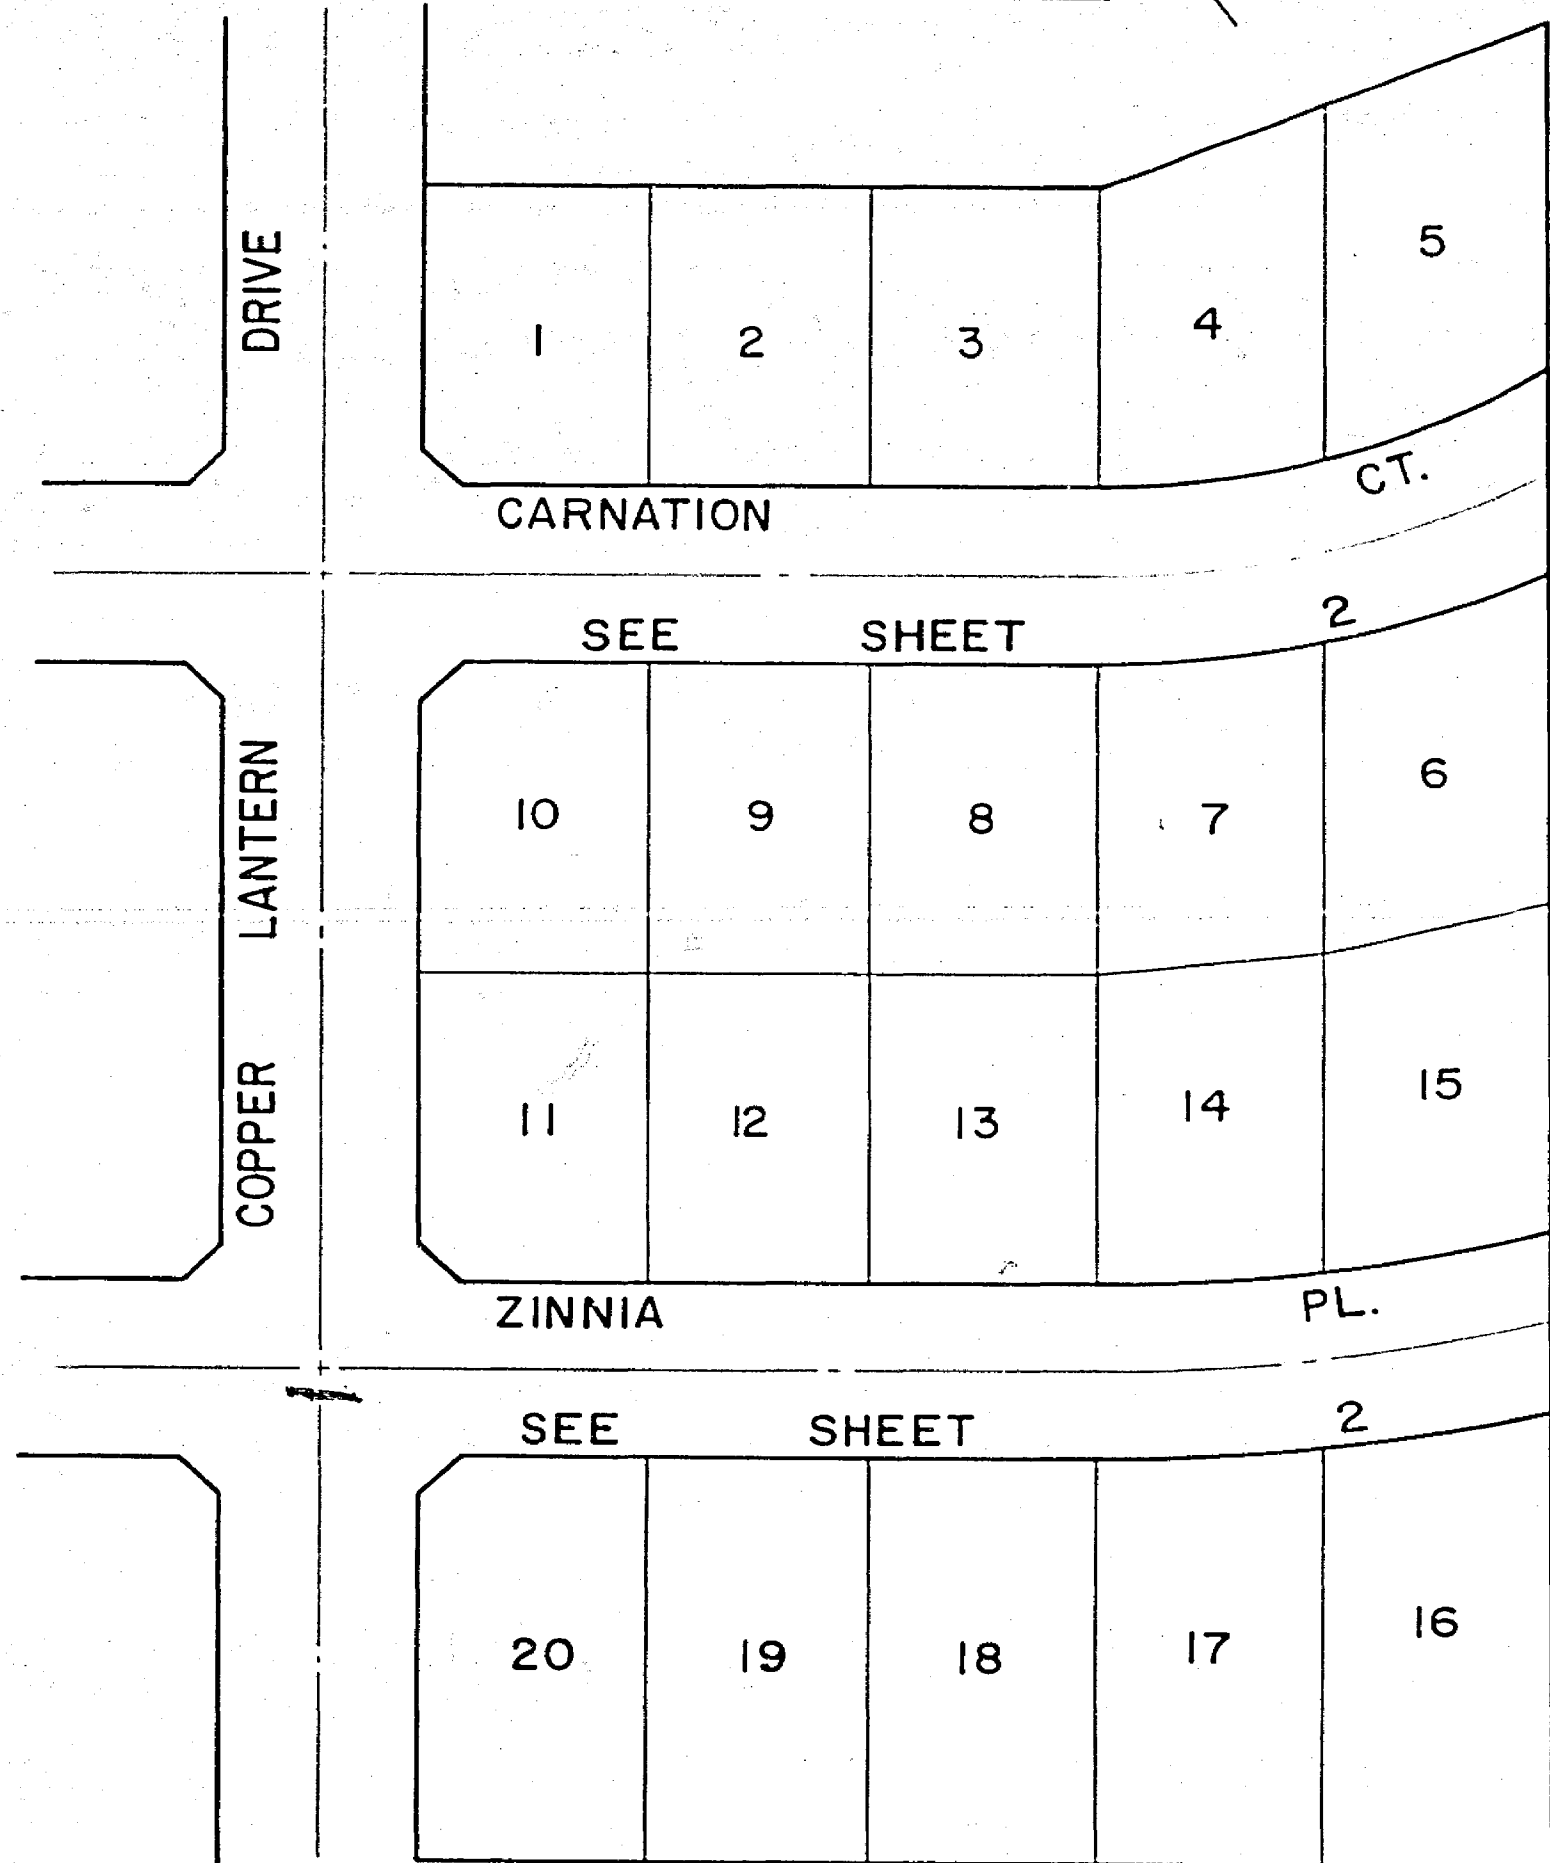 5
4
1 2 3
CARNATION CT.
SEE SHEET 2
6
10 9 8 7
15
11 12 13 14
ZINNIA PL.
SEE SHEET 2
16
20 19 18 17
COPPER LANTERN DRIVE